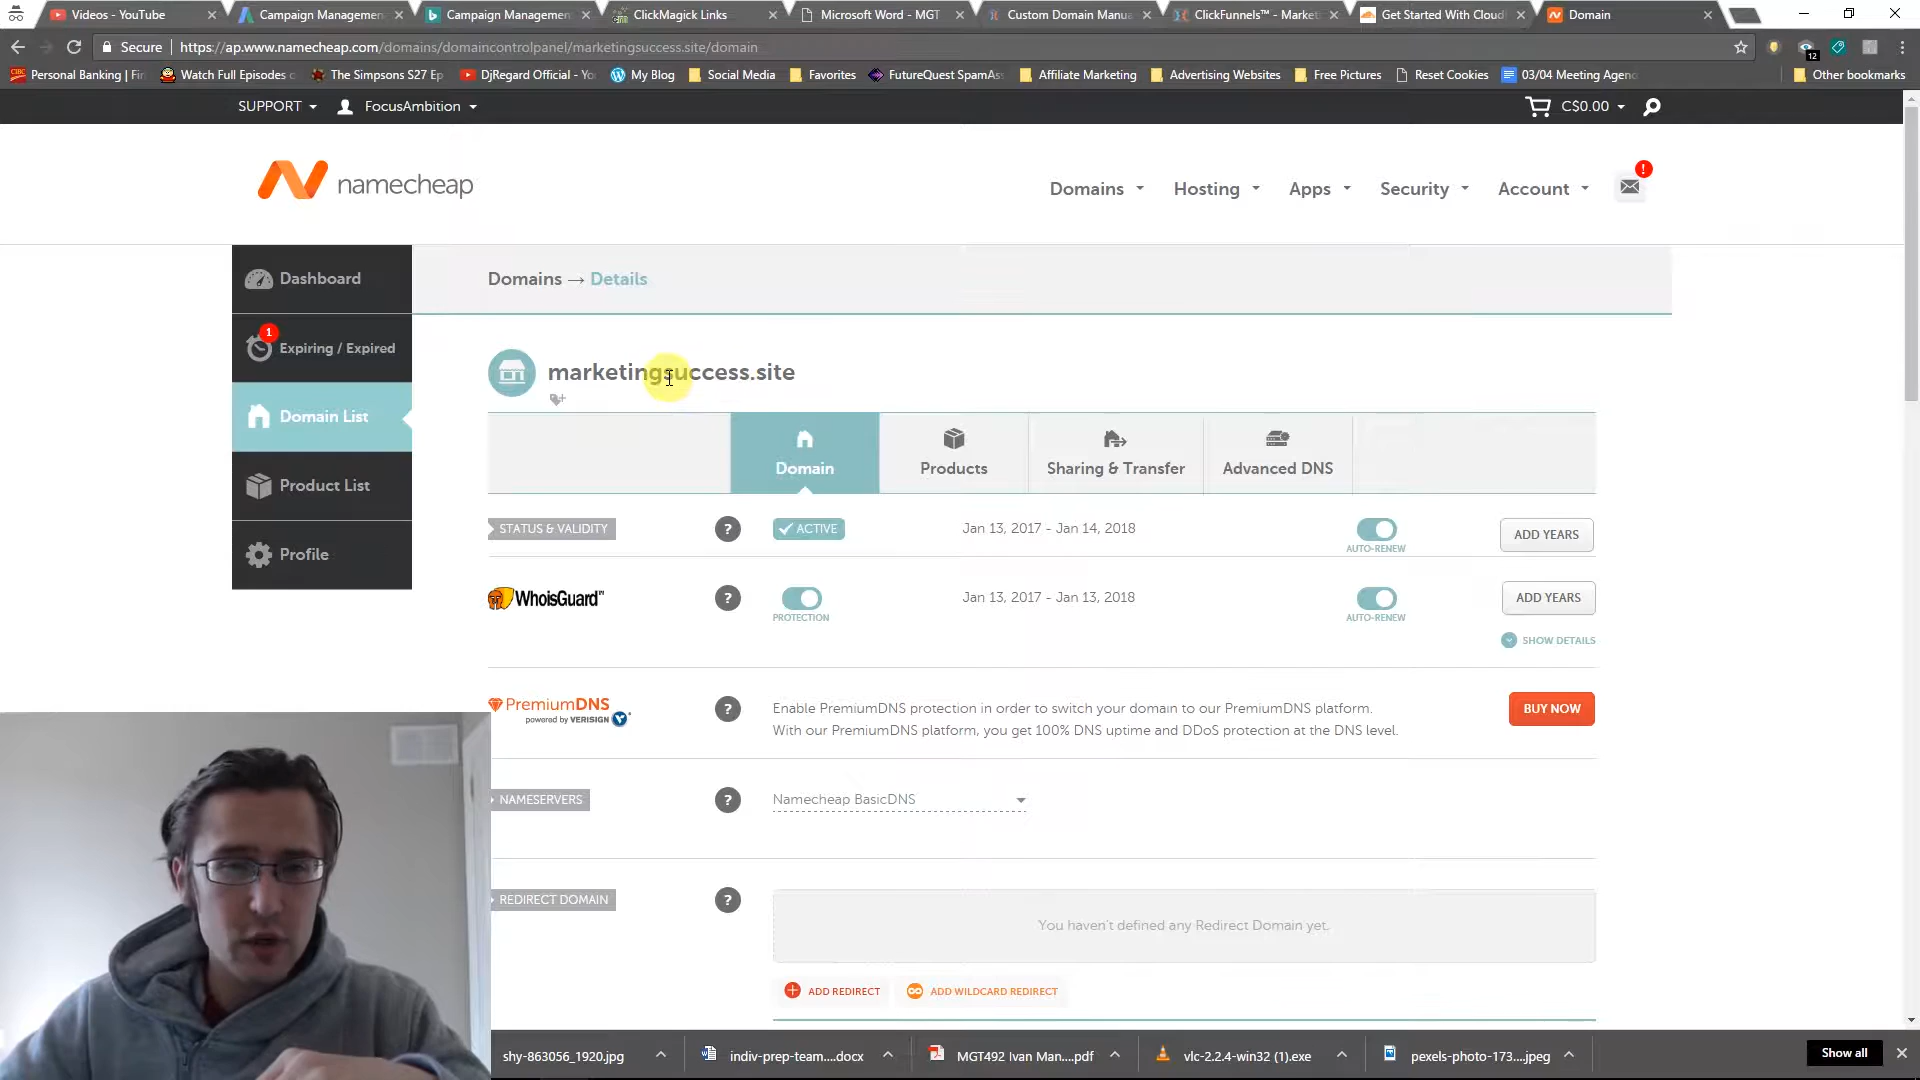 Videos - YouTube
Campaign Managemen
Campaign Managemen
ClickMagick Links
Microsoft Word - MGT
Custom Domain Manua
ClickFunnels™ - Market
Get Started With Cloudf
Domain
Secure
https://ap.www.namecheap.com/domains/domaincontrolpanel/marketingsuccess.site/domain
12
CIBC Personal Banking | Fin
Watch Full Episodes o
The Simpsons S27 Ep
DjRegard Official - Yo
My Blog
Social Media
Favorites
FutureQuest SpamAss
Affiliate Marketing
Advertising Websites
Free Pictures
Reset Cookies
03/04 Meeting Agend
Other bookmarks
SUPPORT
FocusAmbition
C$0.00
namecheap
Domains
Hosting
Apps
Security
Account
!
Dashboard
1
Expiring / Expired
Domain List
Product List
Profile
Domains → Details
marketingsuccess.site
Domain
Products
Sharing & Transfer
Advanced DNS
STATUS & VALIDITY
?
ACTIVE
Jan 13, 2017 - Jan 14, 2018
AUTO-RENEW
ADD YEARS
WhoisGuard™
?
PROTECTION
Jan 13, 2017 - Jan 13, 2018
AUTO-RENEW
ADD YEARS
SHOW DETAILS
PremiumDNS
powered by VERISIGN
?
Enable PremiumDNS protection in order to switch your domain to our PremiumDNS platform.
With our PremiumDNS platform, you get 100% DNS uptime and DDoS protection at the DNS level.
BUY NOW
NAMESERVERS
?
Namecheap BasicDNS
REDIRECT DOMAIN
?
You haven't defined any Redirect Domain yet.
ADD REDIRECT
ADD WILDCARD REDIRECT
shy-863056_1920.jpg
indiv-prep-team....docx
MGT492 Ivan Man....pdf
vlc-2.2.4-win32 (1).exe
pexels-photo-173....jpeg
Show all